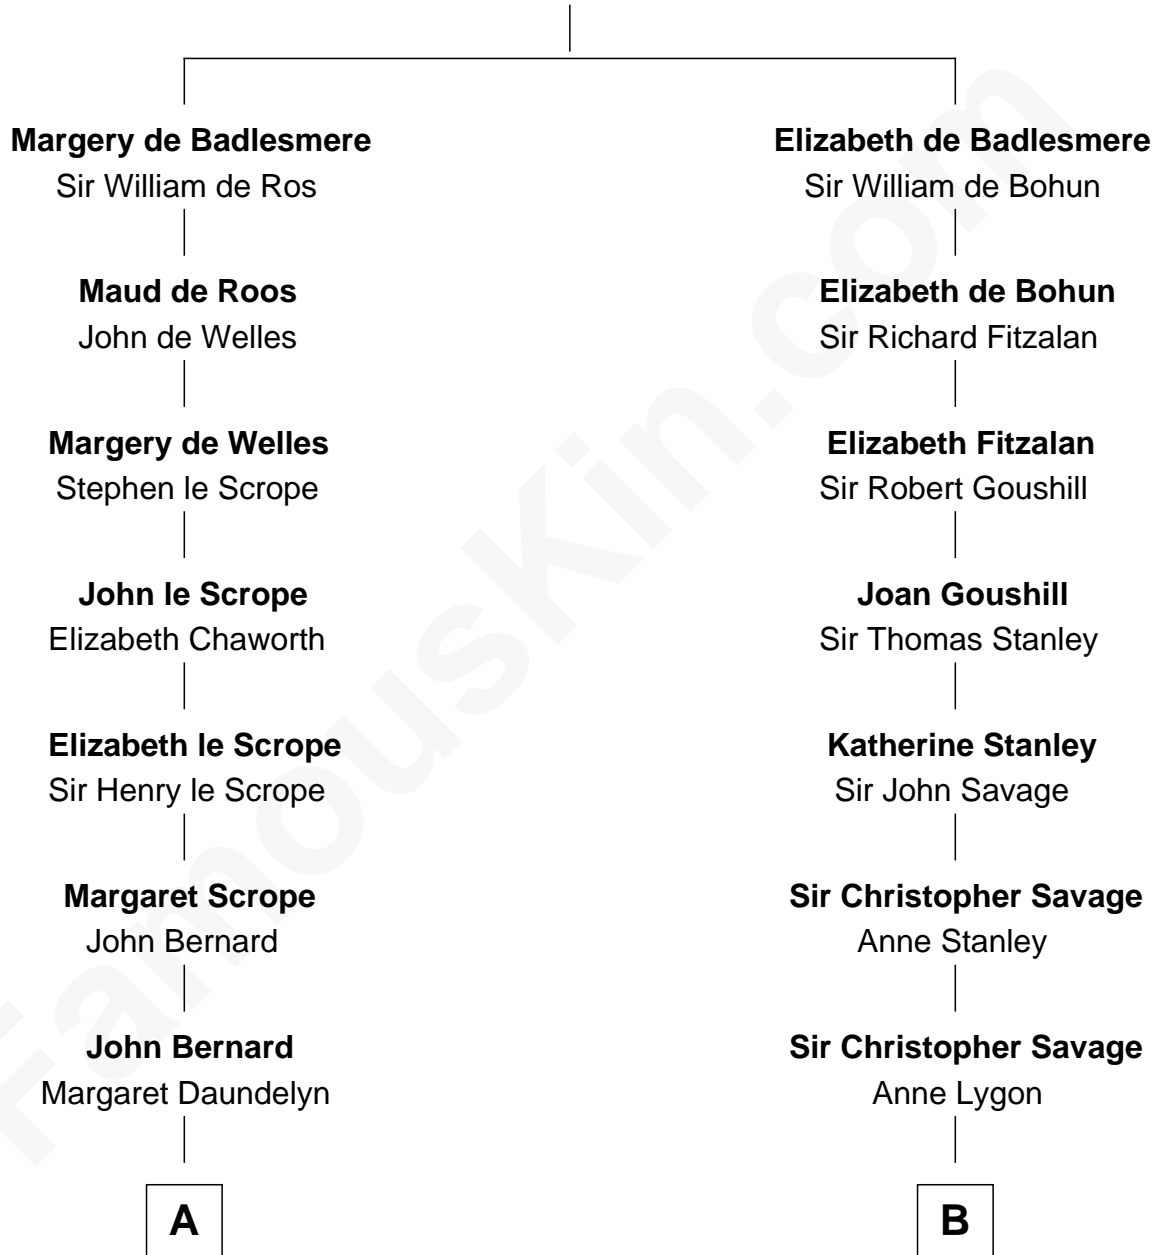 Margery de Badlesmere
Sir William de Ros
Elizabeth de Badlesmere
Sir William de Bohun
Maud de Roos
John de Welles
Elizabeth de Bohun
Sir Richard Fitzalan
Margery de Welles
Stephen le Scrope
Elizabeth Fitzalan
Sir Robert Goushill
John le Scrope
Elizabeth Chaworth
Joan Goushill
Sir Thomas Stanley
Elizabeth le Scrope
Sir Henry le Scrope
Katherine Stanley
Sir John Savage
Margaret Scrope
John Bernard
Sir Christopher Savage
Anne Stanley
John Bernard
Margaret Daundelyn
Sir Christopher Savage
Anne Lygon
A
B
FamousKin.com